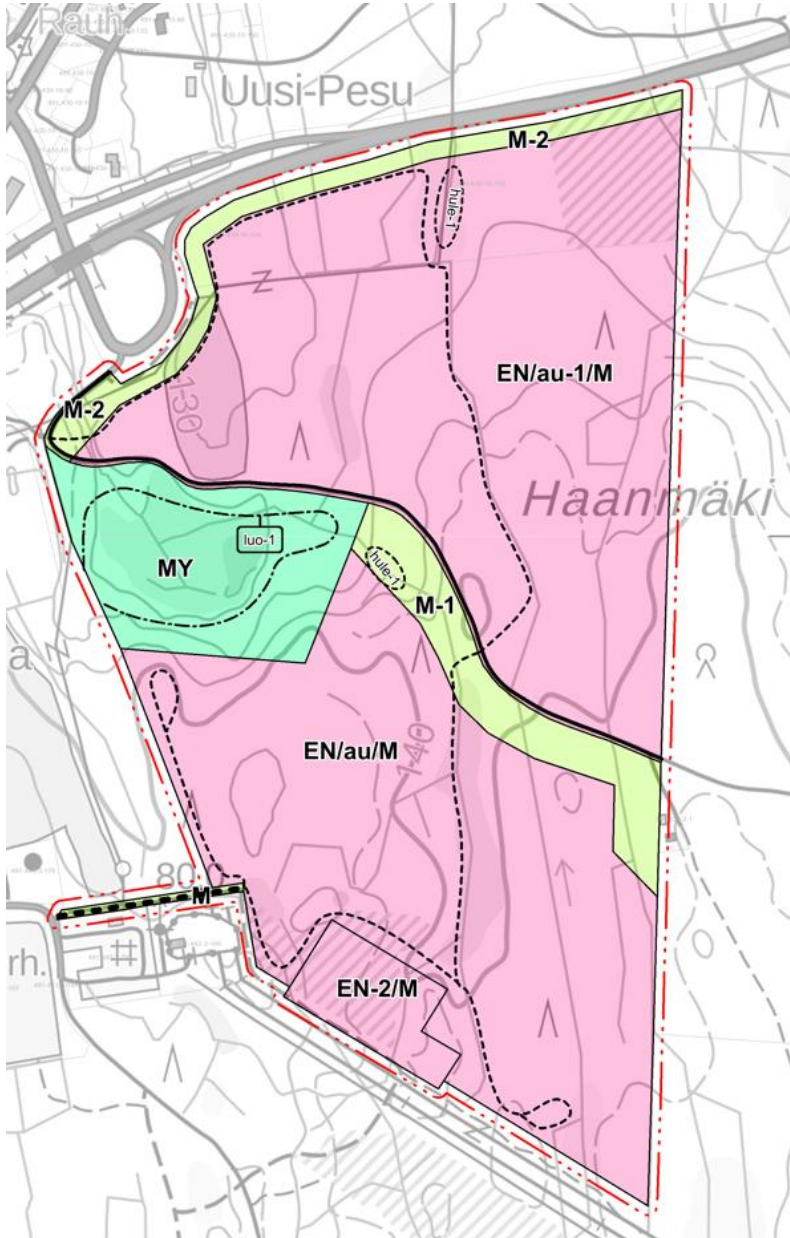 Rauh.
Uusi-Pesu
M-2
hule-1
EN/au-1/M
130
M-2
Haanmäki
luo-1
MY
hule-1
M-1
EN/au/M
140
80
M
rh.
EN-2/M